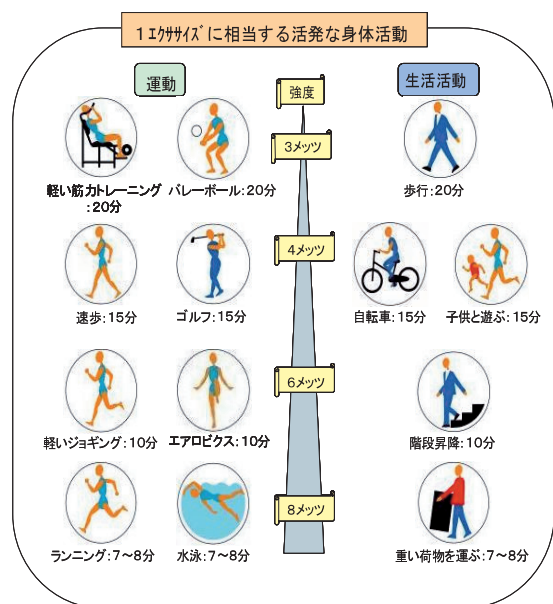 1エクササイズに相当する活発な身体活動
運動
強度
生活活動
3メッツ
軽い筋力トレーニング
:20分
バレーボール:20分
歩行:20分
4メッツ
速歩:15分
ゴルフ:15分
自転車:15分
子供と遊ぶ:15分
6メッツ
軽いジョギング:10分
エアロビクス:10分
階段昇降:10分
8メッツ
ランニング:7~8分
水泳:7~8分
重い荷物を運ぶ:7~8分